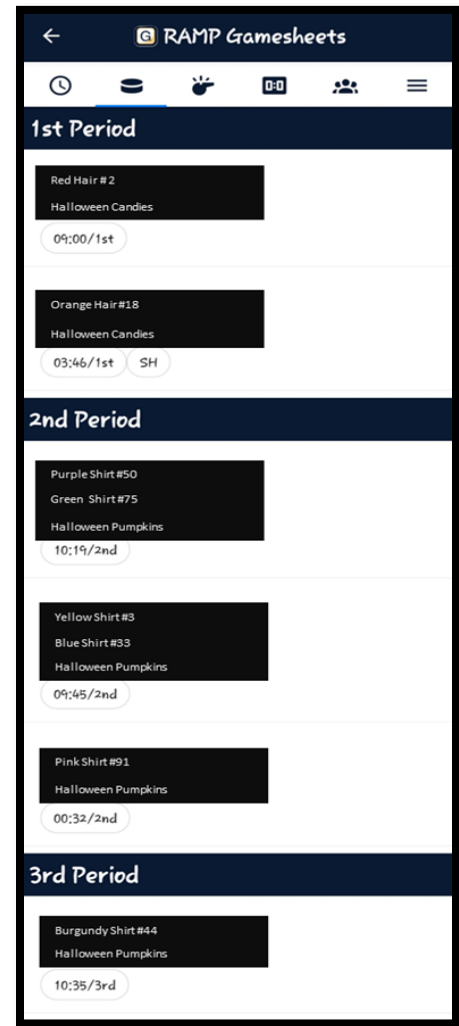 RAMP Gamesheets
0:0
1st Period
Red Hair #2
Halloween Candies
09:00/1st
Orange Hair#18
Halloween Candies
03:46/1st SH
2nd Period
Purple Shirt #50
Green Shirt #75
Halloween Pumpkins
10:19/2nd
Yellow Shirt #3
Blue Shirt #33
Halloween Pumpkins
09:45/2nd
Pink Shirt #91
Halloween Pumpkins
00:32/2nd
3rd Period
Burgundy Shirt #44
Halloween Pumpkins
10:35/3rd